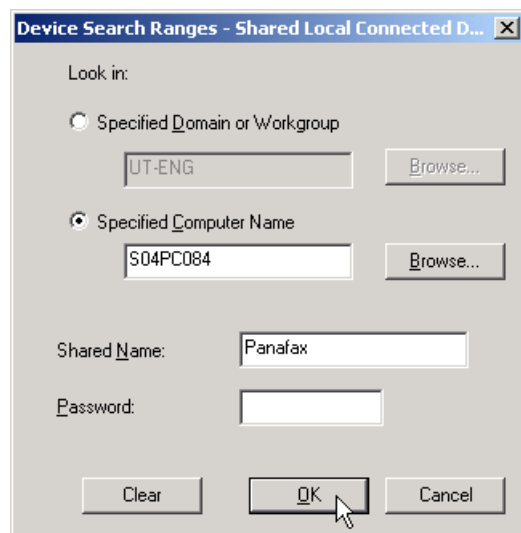 Device Search Ranges - Shared Local Connected D...
Look in:
Specified Domain or Workgroup
UT-ENG Browse...
Specified Computer Name
S04PC084 Browse...
Shared Name: Panafax
Password:
Clear OK Cancel